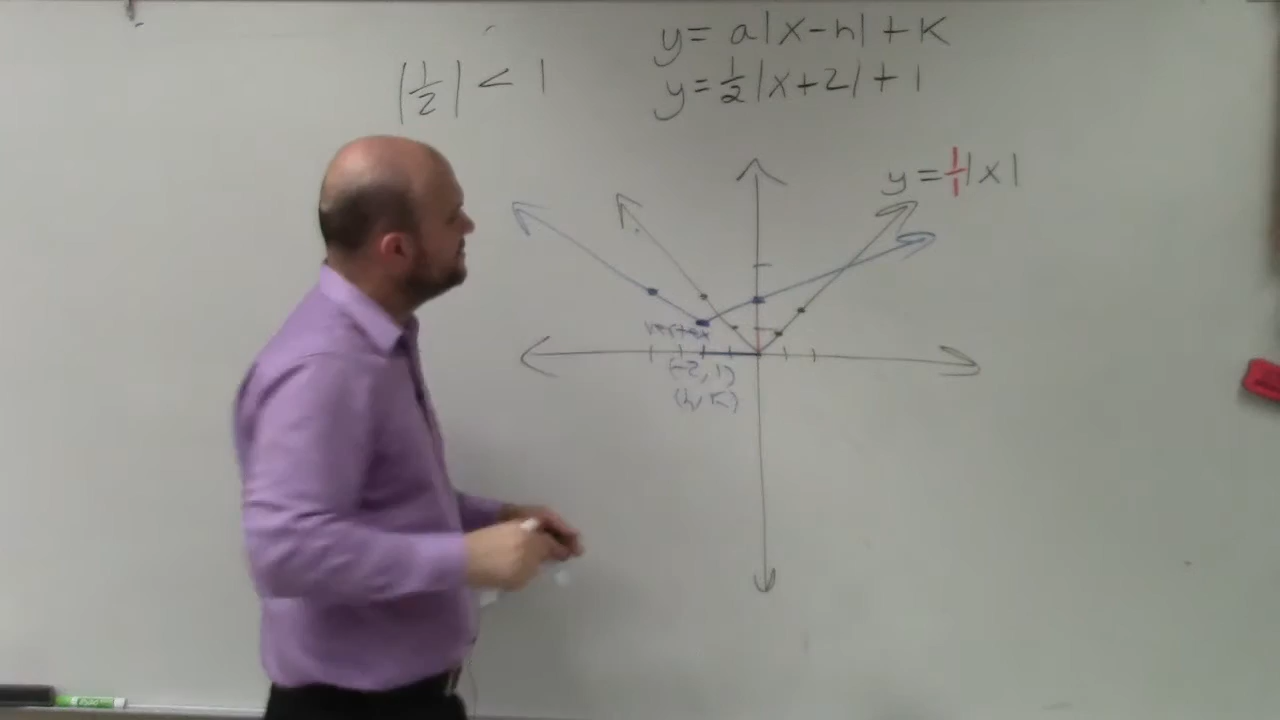 y = a|x-h| + k
|1/2| < 1
y = 1/2|x+2| + 1
y = 1/1|x|
vertex
(-2, 1)
(h, k)